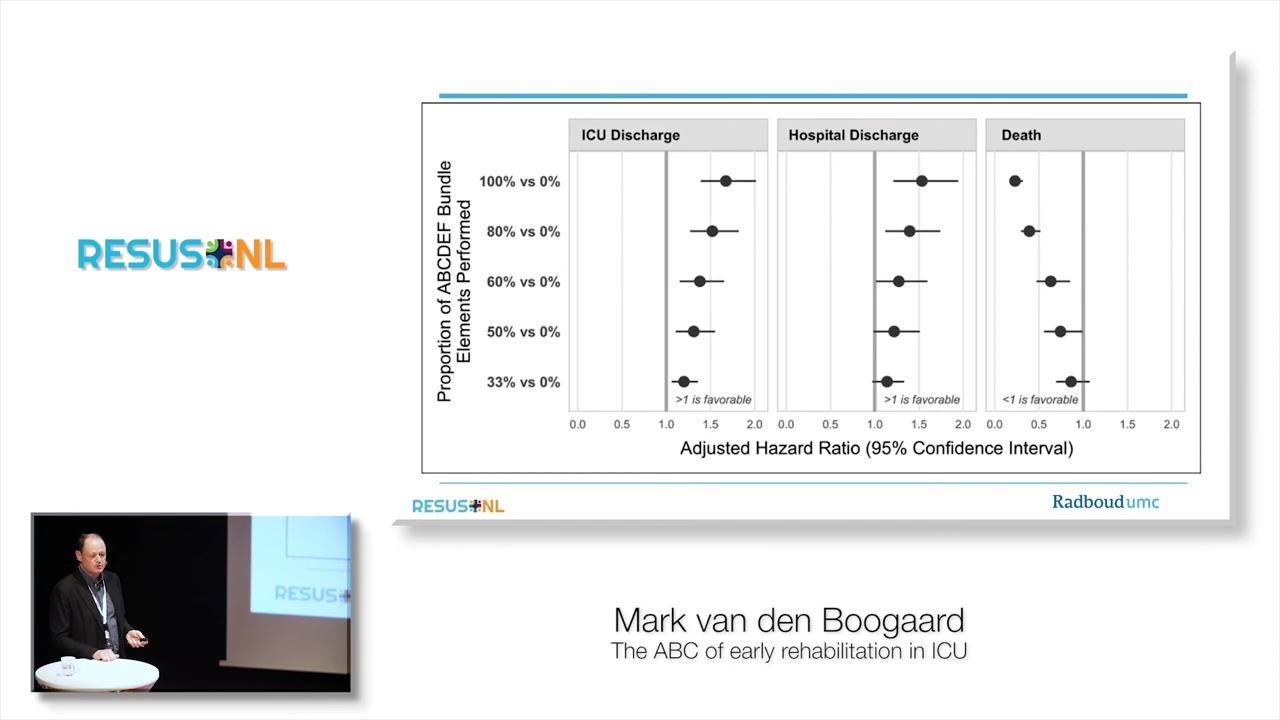 RESUS NL
ICU Discharge
Hospital Discharge
Death
Proportion of ABCDEF Bundle
Elements Performed
100% vs 0%
80% vs 0%
60% vs 0%
50% vs 0%
33% vs 0%
>1 is favorable
>1 is favorable
<1 is favorable
0.0 0.5 1.0 1.5 2.0
0.0 0.5 1.0 1.5 2.0
0.0 0.5 1.0 1.5 2.0
Adjusted Hazard Ratio (95% Confidence Interval)
RESUS NL
Radboudumc
RESUS
Mark van den Boogaard
The ABC of early rehabilitation in ICU